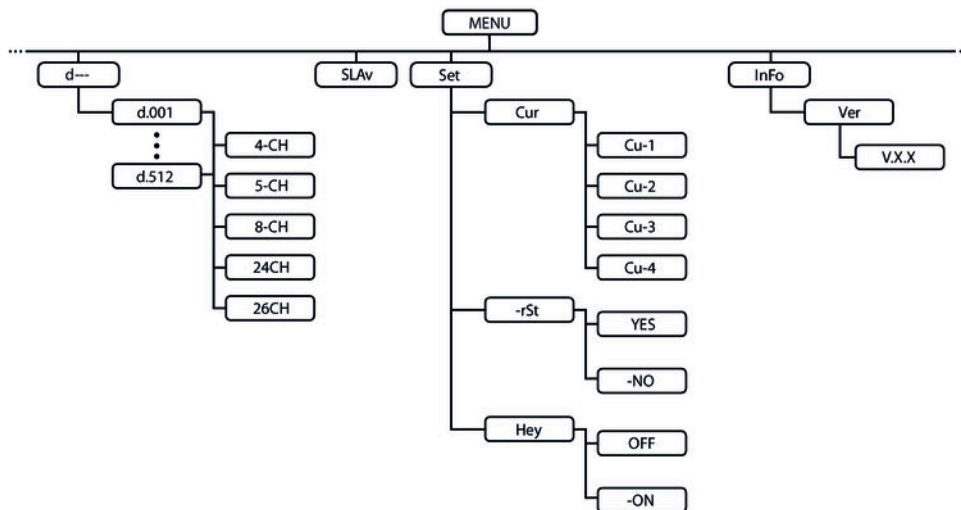 MENU
d---
SLAv
Set
InFo
d.001
Cur
Ver
4-CH
Cu-1
V.X.X
d.512
5-CH
Cu-2
8-CH
Cu-3
24CH
Cu-4
26CH
-rSt
YES
-NO
Hey
OFF
-ON